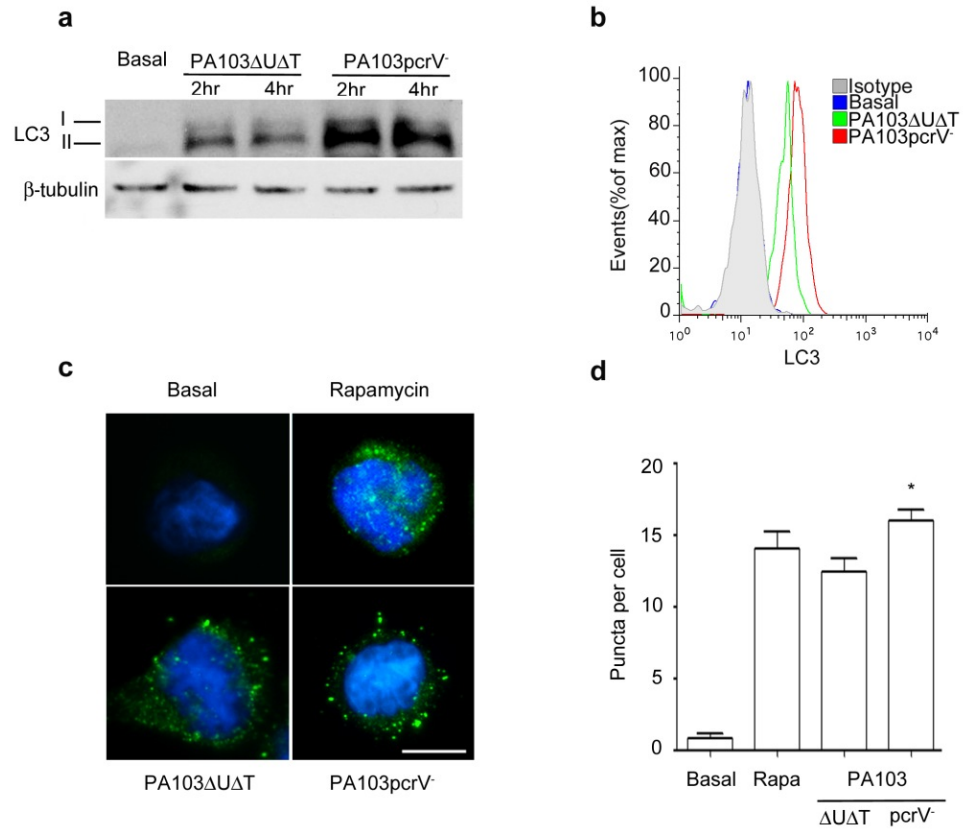 a
Basal PA103ΔUΔT PA103pcrV-
2hr 4hr 2hr 4hr
LC3 I
II
β-tubulin
b
100
80
60
40
20
0
Events(%of max)
10⁰ 10¹ 10² 10³ 10⁴
LC3
Isotype
Basal
PA103ΔUΔT
PA103pcrV-
c
Basal Rapamycin
PA103ΔUΔT PA103pcrV-
d
20
15
10
5
0
Puncta per cell
*
Basal Rapa PA103
ΔUΔT pcrV-